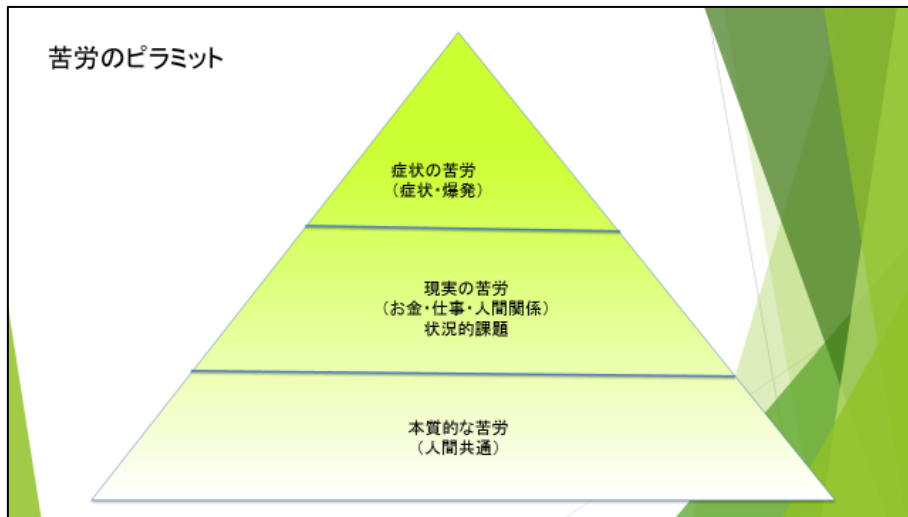 苦労のピラミット
症状の苦労
(症状・爆発)
現実の苦労
(お金・仕事・人間関係)
状況的課題
本質的な苦労
(人間共通)